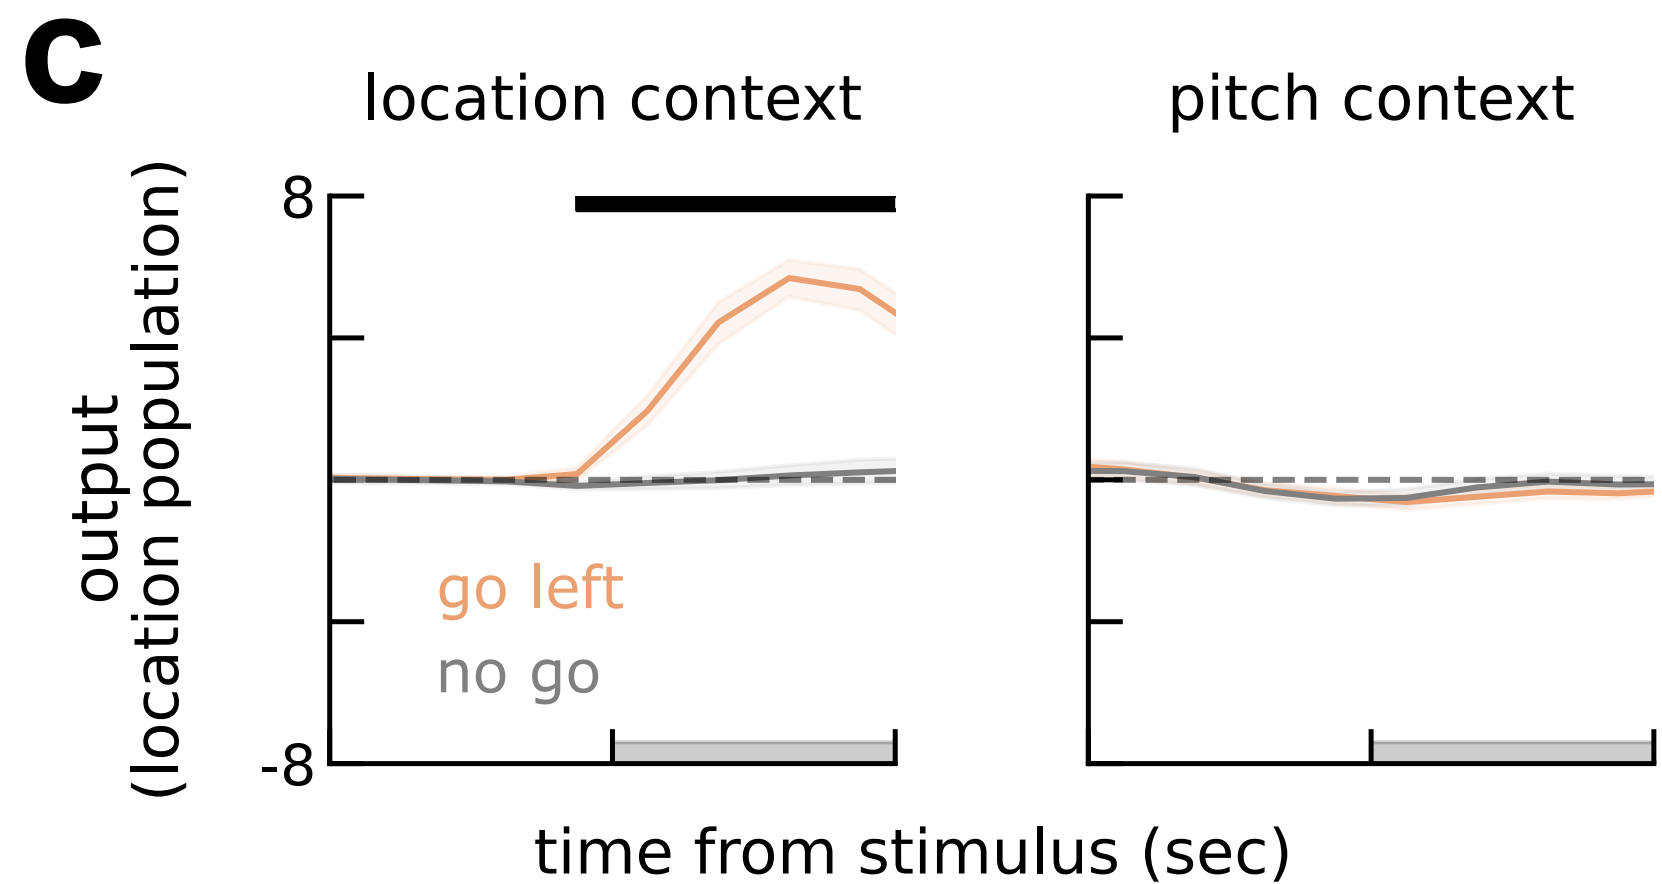 C
location context
pitch context
output
(location population)
8
-8
go left
no go
time from stimulus (sec)